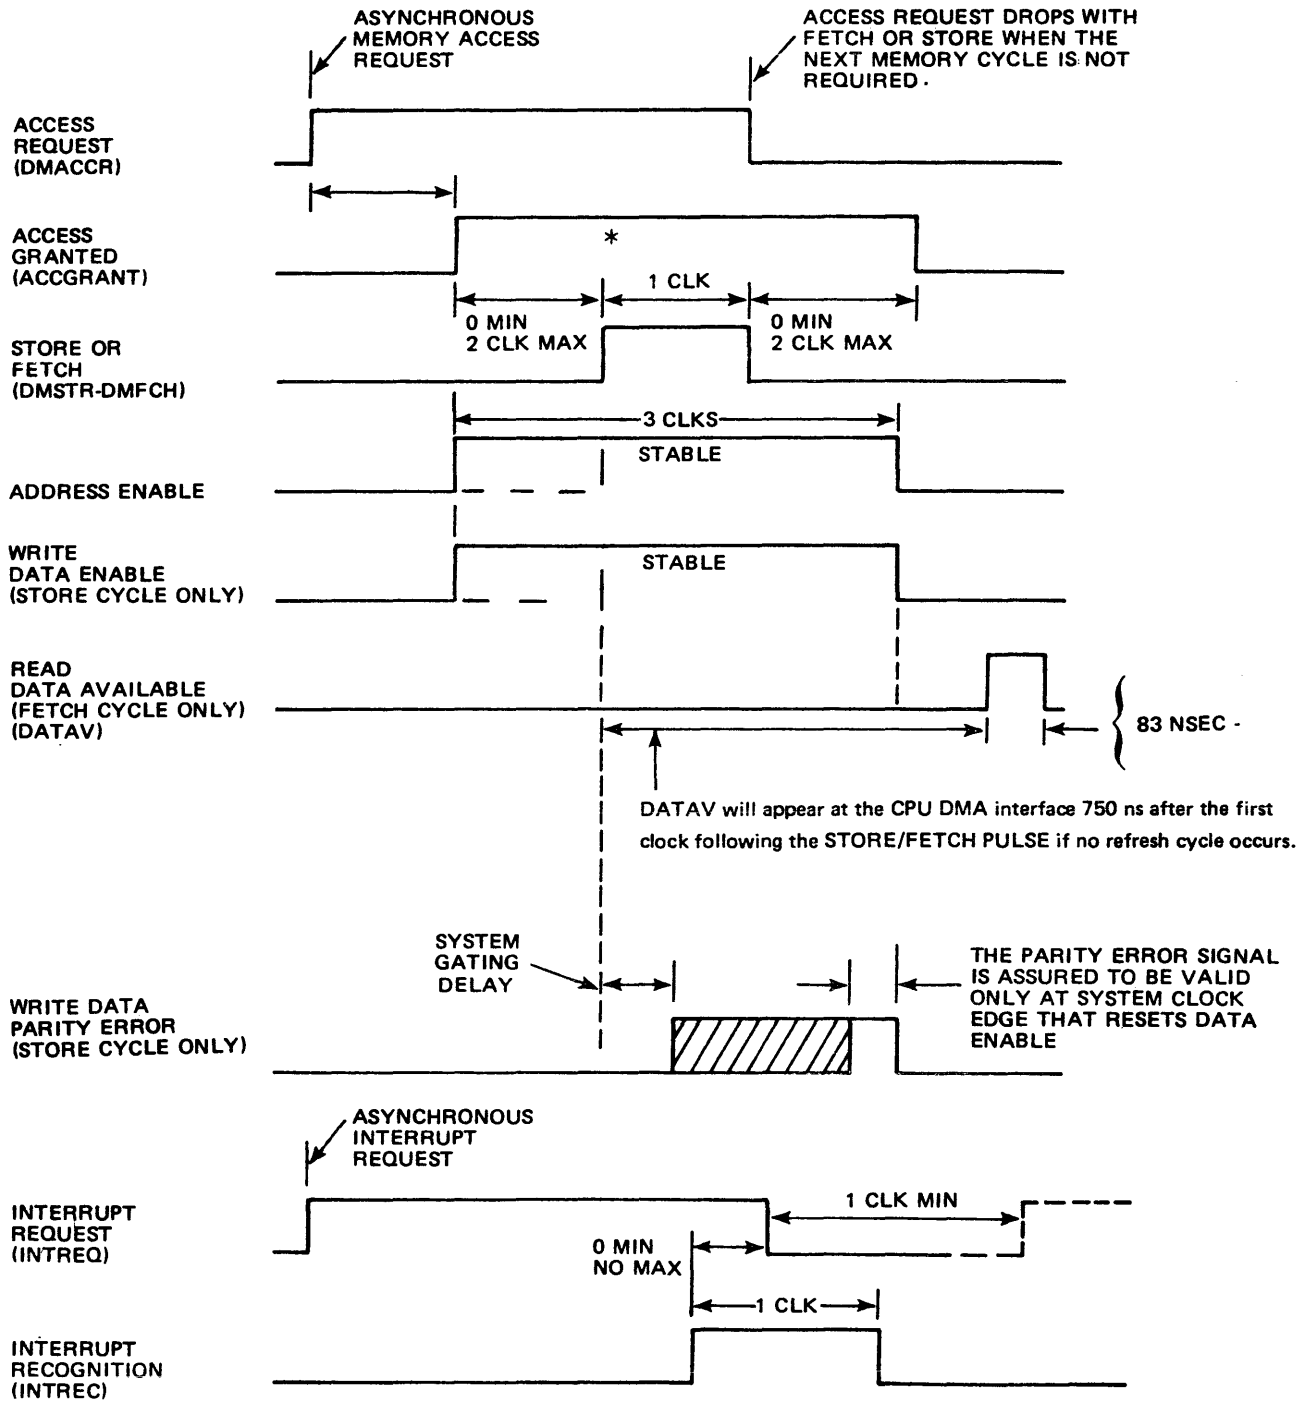 ASYNCHRONOUS
MEMORY ACCESS
REQUEST
ACCESS REQUEST DROPS WITH
FETCH OR STORE WHEN THE
NEXT MEMORY CYCLE IS NOT
REQUIRED.
ACCESS
REQUEST
(DMACCR)
ACCESS
GRANTED
(ACCGRANT)
*
1 CLK
0 MIN
2 CLK MAX
0 MIN
2 CLK MAX
STORE OR
FETCH
(DMSTR-DMFCH)
3 CLKS
STABLE
ADDRESS ENABLE
WRITE
DATA ENABLE
(STORE CYCLE ONLY)
STABLE
READ
DATA AVAILABLE
(FETCH CYCLE ONLY)
(DATAV)
83 NSEC -
DATAV will appear at the CPU DMA interface 750 ns after the first
clock following the STORE/FETCH PULSE if no refresh cycle occurs.
SYSTEM
GATING
DELAY
THE PARITY ERROR SIGNAL
IS ASSURED TO BE VALID
ONLY AT SYSTEM CLOCK
EDGE THAT RESETS DATA
ENABLE
WRITE DATA
PARITY ERROR
(STORE CYCLE ONLY)
ASYNCHRONOUS
INTERRUPT
REQUEST
INTERRUPT
REQUEST
(INTREQ)
1 CLK MIN
0 MIN
NO MAX
1 CLK
INTERRUPT
RECOGNITION
(INTREC)